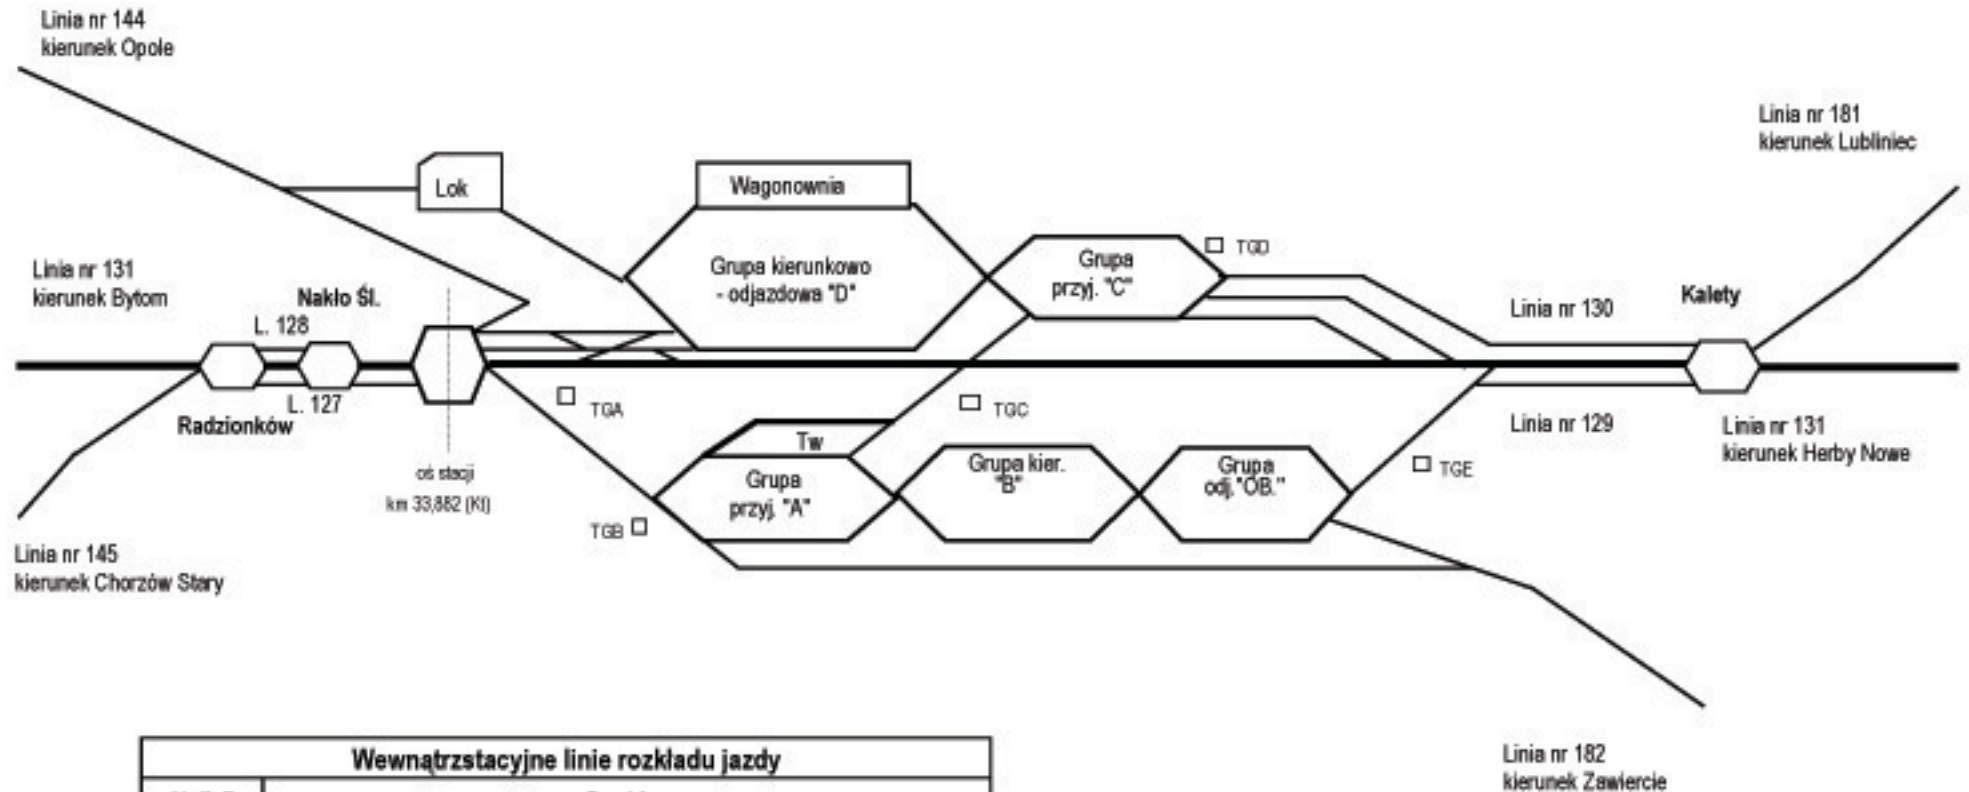 Linia nr 144
kierunek Opole
Linia nr 181
kierunek Lubliniec
Lok
Wagonownia
Linia nr 131
kierunek Bytom
Nakło Śl.
L. 128
Grupa kierunkowo
- odjazdowa "D"
Grupa
przyj. "C"
TGD
Linia nr 130
Kalety
L. 127
Radzionków
TGA
TGC
Linia nr 129
Linia nr 131
kierunek Herby Nowe
oś stacji
km 33,882 (KI)
Tw
Grupa
przyj. "A"
Grupa kier.
"B"
Grupa
odj."OB."
TGE
TGB
Linia nr 145
kierunek Chorzów Stary
Wewnątrzstacyjne linie rozkładu jazdy
Linia nr 182
kierunek Zawiercie